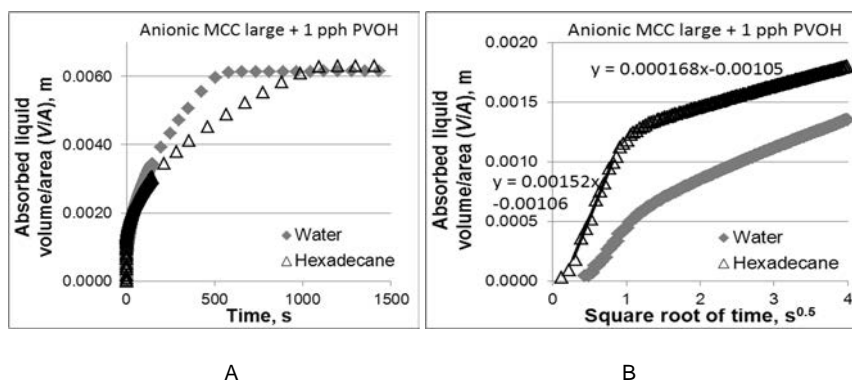 Anionic MCC large + 1 pph PVOH
Absorbed liquid
volume/area (V/A), m
0.0060
0.0040
0.0020
0.0000
Water
Hexadecane
0 500 1000 1500
Time, s
A
Anionic MCC large + 1 pph PVOH
Absorbed liquid
volume/area (V/A), m
0.0020
0.0015
0.0010
0.0005
0.0000
y = 0.000168x-0.00105
y = 0.00152x
-0.00106
Water
Hexadecane
0 1 2 3 4
Square root of time, s0.5
B